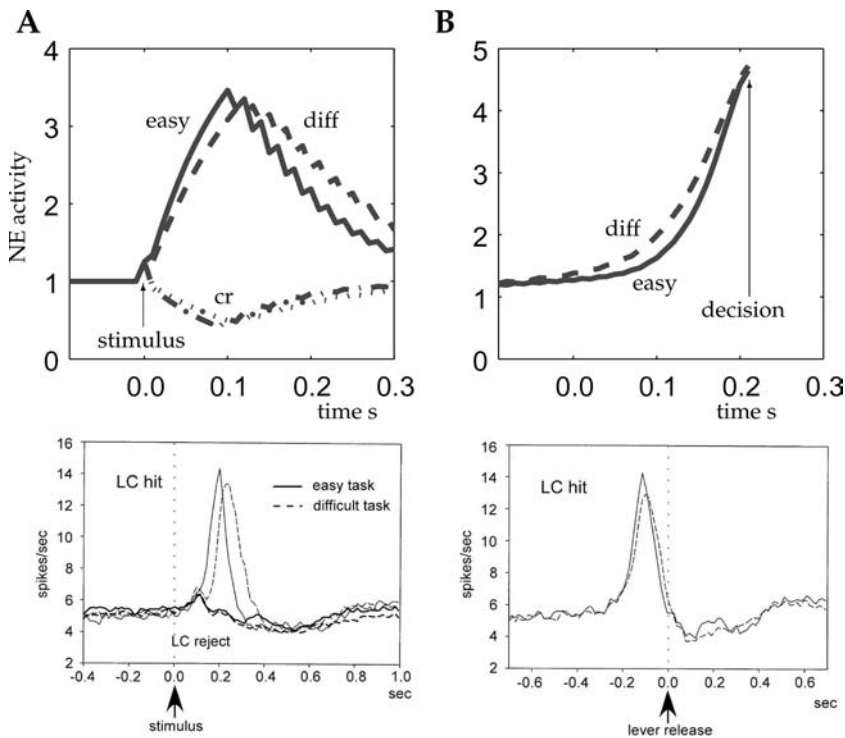 A
4
3
2
1
0
NE activity
easy
diff
cr
stimulus
0.0
0.1
0.2
0.3
time s
B
5
4
3
2
1
0
diff
easy
decision
0.0
0.1
0.2
0.3
time s
16
14
12
10
8
6
4
2
spikes/sec
LC hit
easy task
difficult task
LC reject
-0.4
-0.2
0.0
0.2
0.4
0.6
0.8
1.0
sec
stimulus
16
14
12
10
8
6
4
2
spikes/sec
LC hit
-0.6
-0.4
-0.2
0.0
0.2
0.4
0.6
sec
lever release